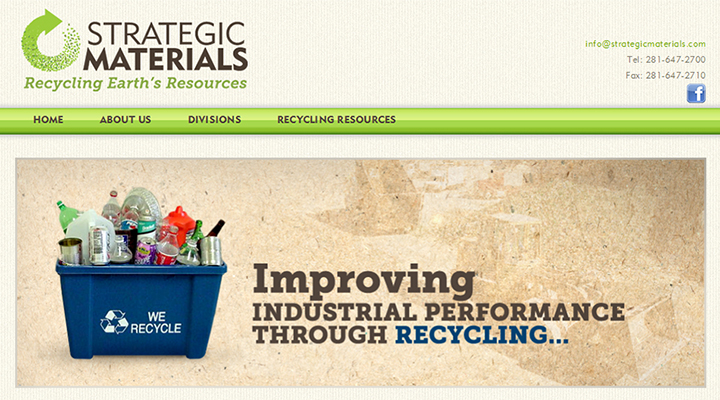 STRATEGIC
MATERIALS
Recycling Earth's Resources
info@strategicmaterials.com
Tel: 281-647-2700
Fax: 281-647-2710
f
HOME ABOUT US DIVISIONS RECYCLING RESOURCES
WE
RECYCLE
Improving
INDUSTRIAL PERFORMANCE
THROUGH RECYCLING...